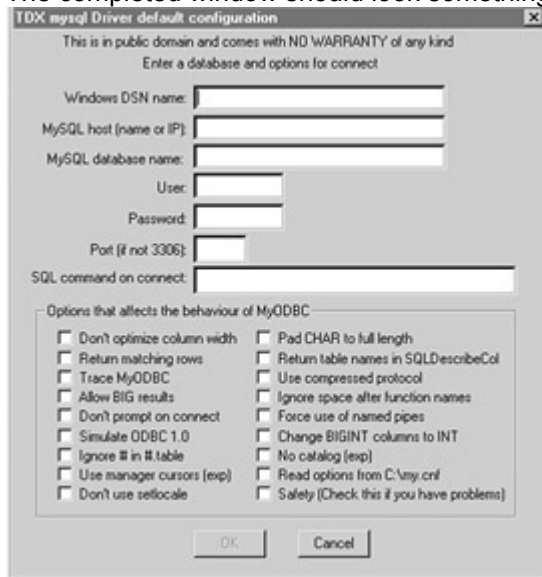 The completed window should look something
TDX mysql Driver default configuration
This is in public domain and comes with NO WARRANTY of any kind
Enter a database and options for connect
Windows DSN name:
MySQL host (name or IP):
MySQL database name:
User:
Password:
Port (if not 3306):
SQL command on connect:
Options that affects the behaviour of MyODBC
Don't optimize column width
Return matching rows
Trace MyODBC
Allow BIG results
Don't prompt on connect
Simulate ODBC 1.0
Ignore # in #.table
Use manager cursors (exp)
Don't use setlocale
Pad CHAR to full length
Return table names in SQLDescribeCol
Use compressed protocol
Ignore space after function names
Force use of named pipes
Change BIGINT columns to INT
No catalog (exp)
Read options from C:\my.cnf
Safety (Check this if you have problems)
OK
Cancel